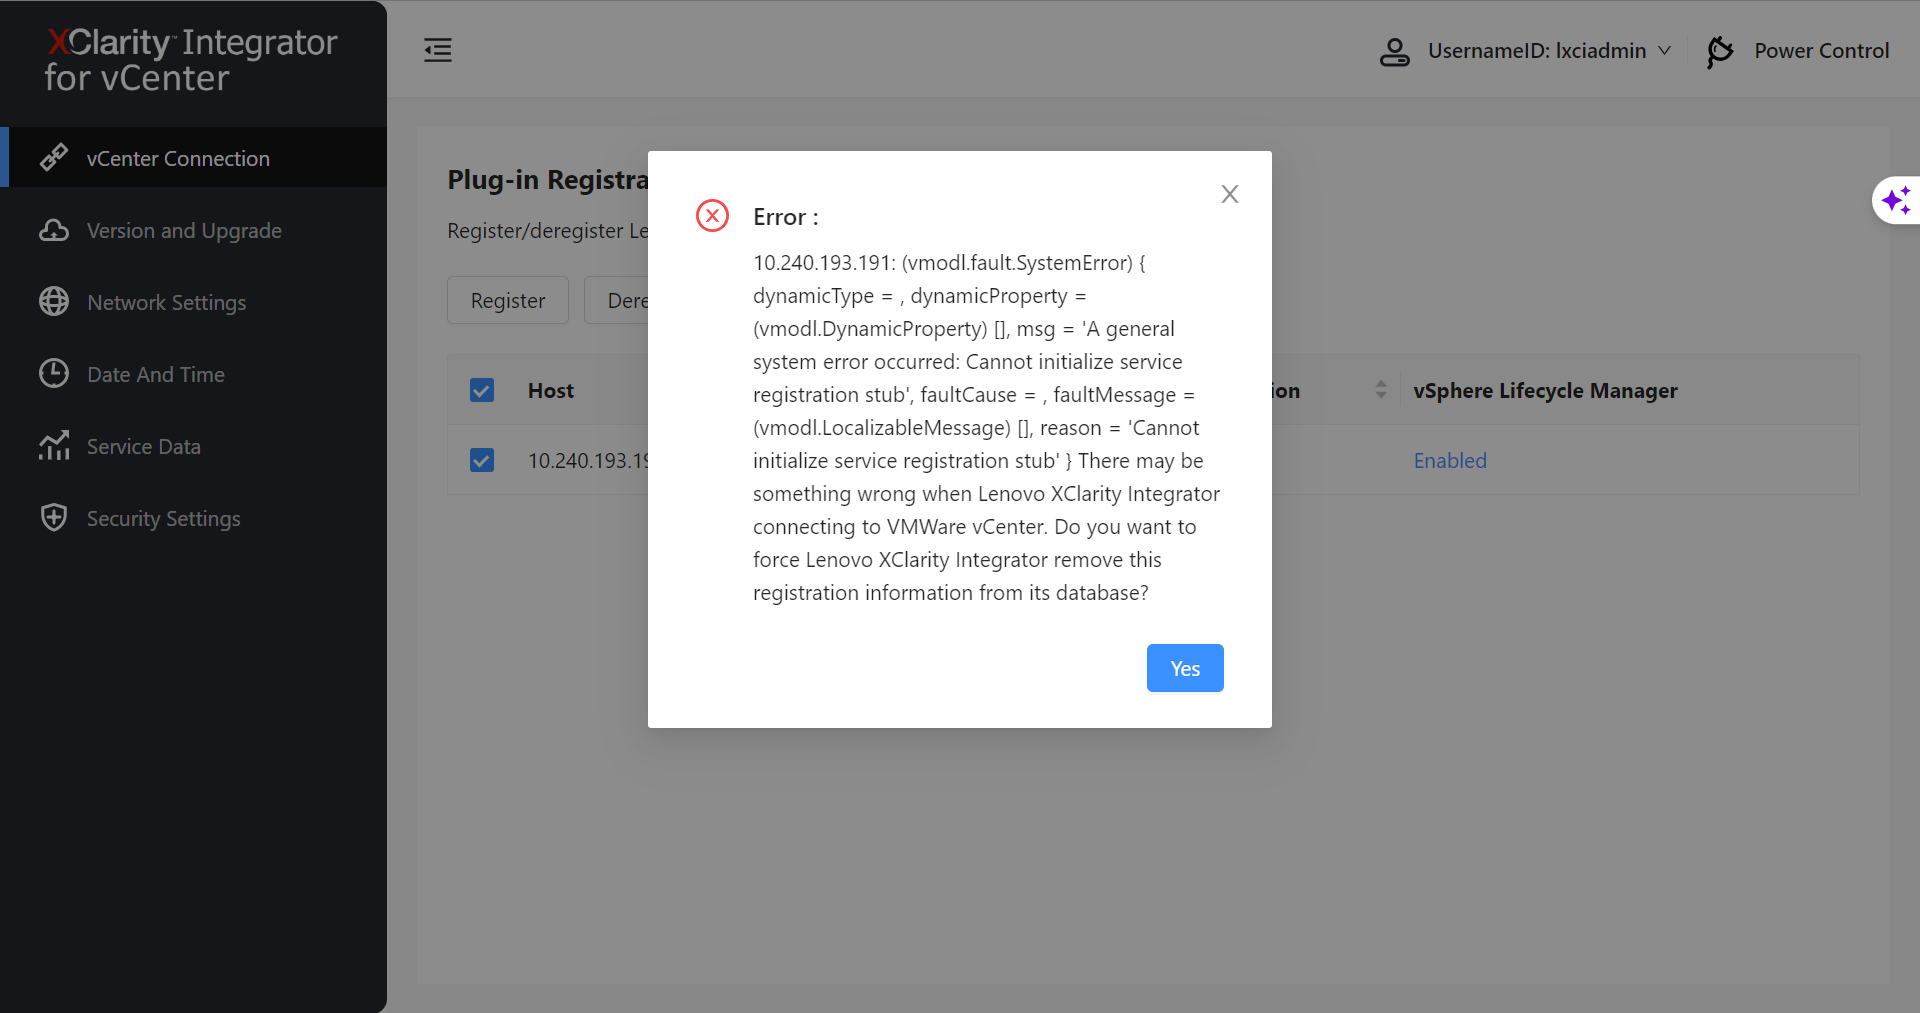 XClarity™ Integrator
for vCenter
vCenter Connection
Version and Upgrade
Network Settings
Date And Time
Service Data
Security Settings
UsernameID: lxciadmin
Power Control
Plug-in Registra
Register/deregister Le
Register
Dere
Host
ion
vSphere Lifecycle Manager
10.240.193.19
Enabled
Error :
10.240.193.191: (vmodl.fault.SystemError) {
dynamicType = , dynamicProperty =
(vmodl.DynamicProperty) [], msg = 'A general
system error occurred: Cannot initialize service
registration stub', faultCause = , faultMessage =
(vmodl.LocalizableMessage) [], reason = 'Cannot
initialize service registration stub' } There may be
something wrong when Lenovo XClarity Integrator
connecting to VMWare vCenter. Do you want to
force Lenovo XClarity Integrator remove this
registration information from its database?
Yes